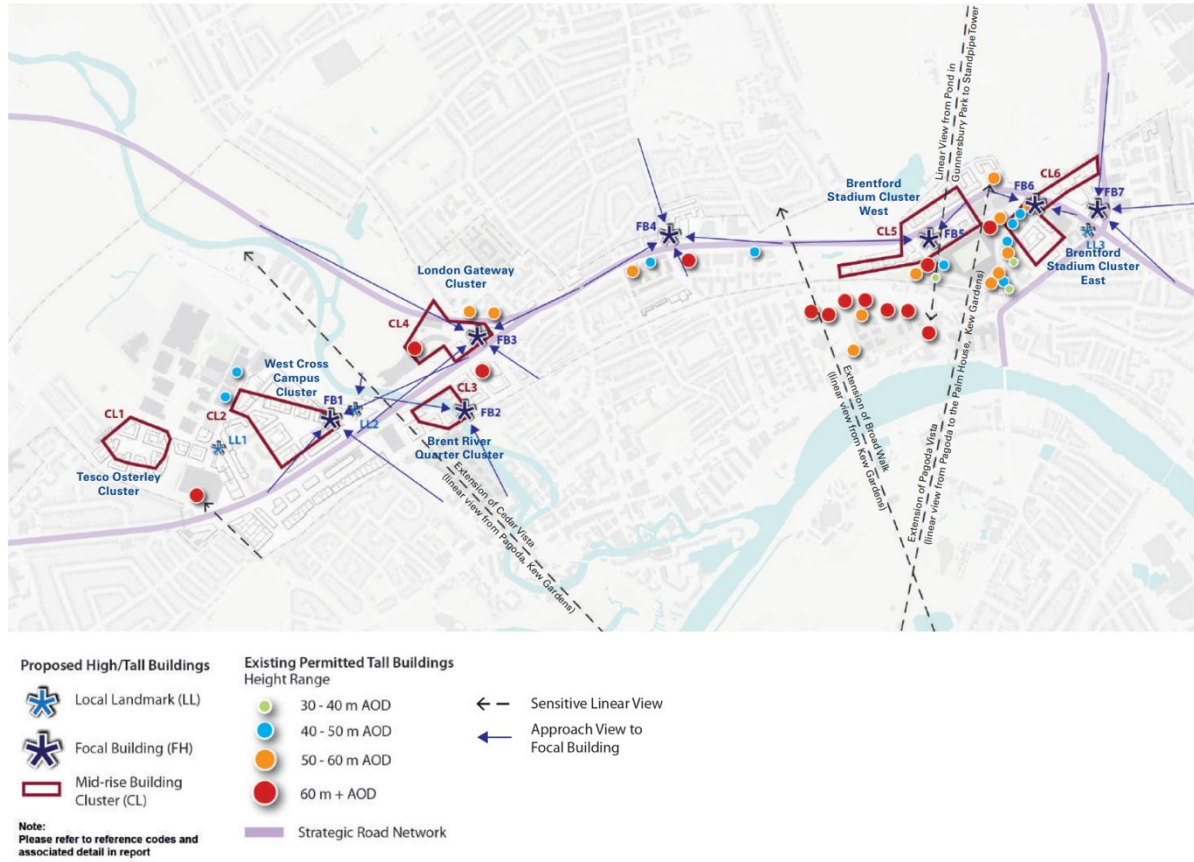 Linear View from Pond in
Gunnersbury Park to Standpipe Tower
CL6
FB6
FB7
Brentford
Stadium Cluster
West
CL5
FB5
FB4
LL3
Brentford
Stadium Cluster
East
London Gateway
Cluster
CL4
FB3
West Cross
Campus
Cluster
CL3
FB1
CL2
LL2
FB2
CL1
LL1
Brent River
Quarter Cluster
Tesco Osterley
Cluster
Extension of Cedar Vista
(linear view from Pagoda, Kew Gardens)
Extension of Broad Walk
(linear view from Kew Gardens)
Extension of Pagoda Vista
(linear view from Pagoda to the Palm House, Kew Gardens)
Proposed High/Tall Buildings
Local Landmark (LL)
Focal Building (FH)
Mid-rise Building
Cluster (CL)
Note:
Please refer to reference codes and
associated detail in report
Existing Permitted Tall Buildings
Height Range
30 - 40 m AOD
40 - 50 m AOD
50 - 60 m AOD
60 m + AOD
Strategic Road Network
Sensitive Linear View
Approach View to
Focal Building